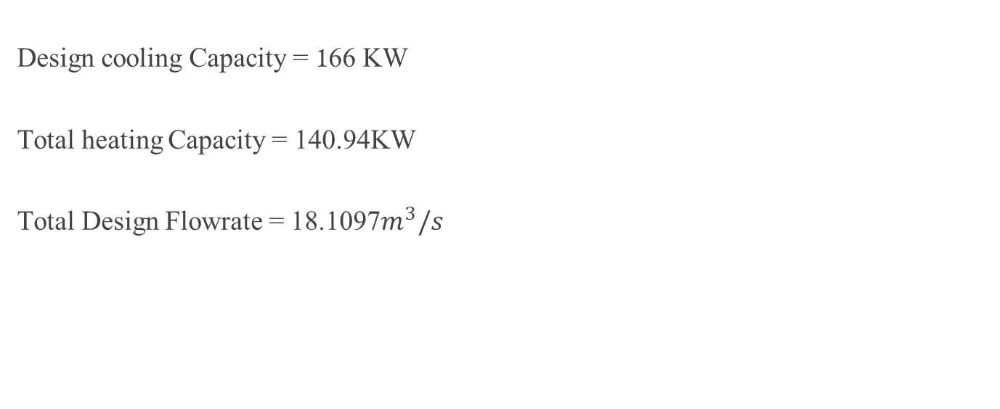 Design cooling Capacity = 166 KW
Total heating Capacity = 140.94KW
Total Design Flowrate = 18.1097m³/s